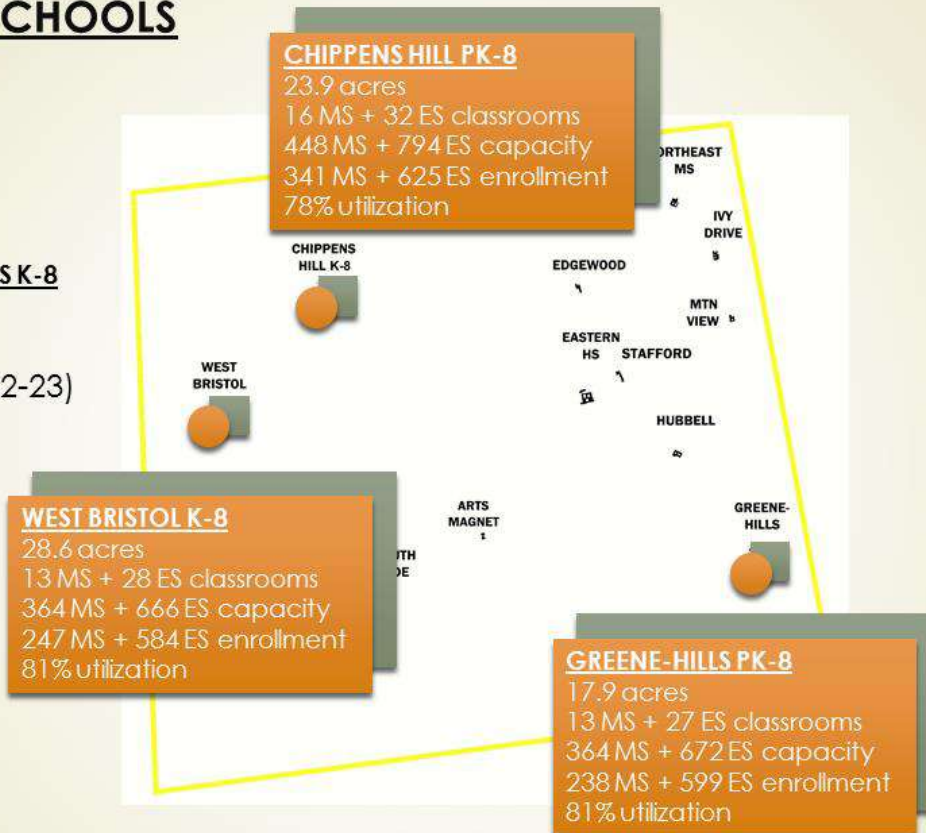 CHOOLS
CHIPPENS HILL PK-8
23.9 acres
16 MS + 32 ES classrooms
448 MS + 794 ES capacity
341 MS + 625 ES enrollment
78% utilization
S K-8
2-23)
ORTHEAST
MS
IVY
DRIVE
CHIPPENS
HILL K-8
EDGEWOOD
MTN
VIEW
EASTERN
HS
STAFFORD
WEST
BRISTOL
HUBBELL
WEST BRISTOL K-8
28.6 acres
13 MS + 28 ES classrooms
364 MS + 666 ES capacity
247 MS + 584 ES enrollment
81% utilization
ARTS
MAGNET
UTH
DE
GREENE-
HILLS
GREENE-HILLS PK-8
17.9 acres
13 MS + 27 ES classrooms
364 MS + 672 ES capacity
238 MS + 599 ES enrollment
81% utilization